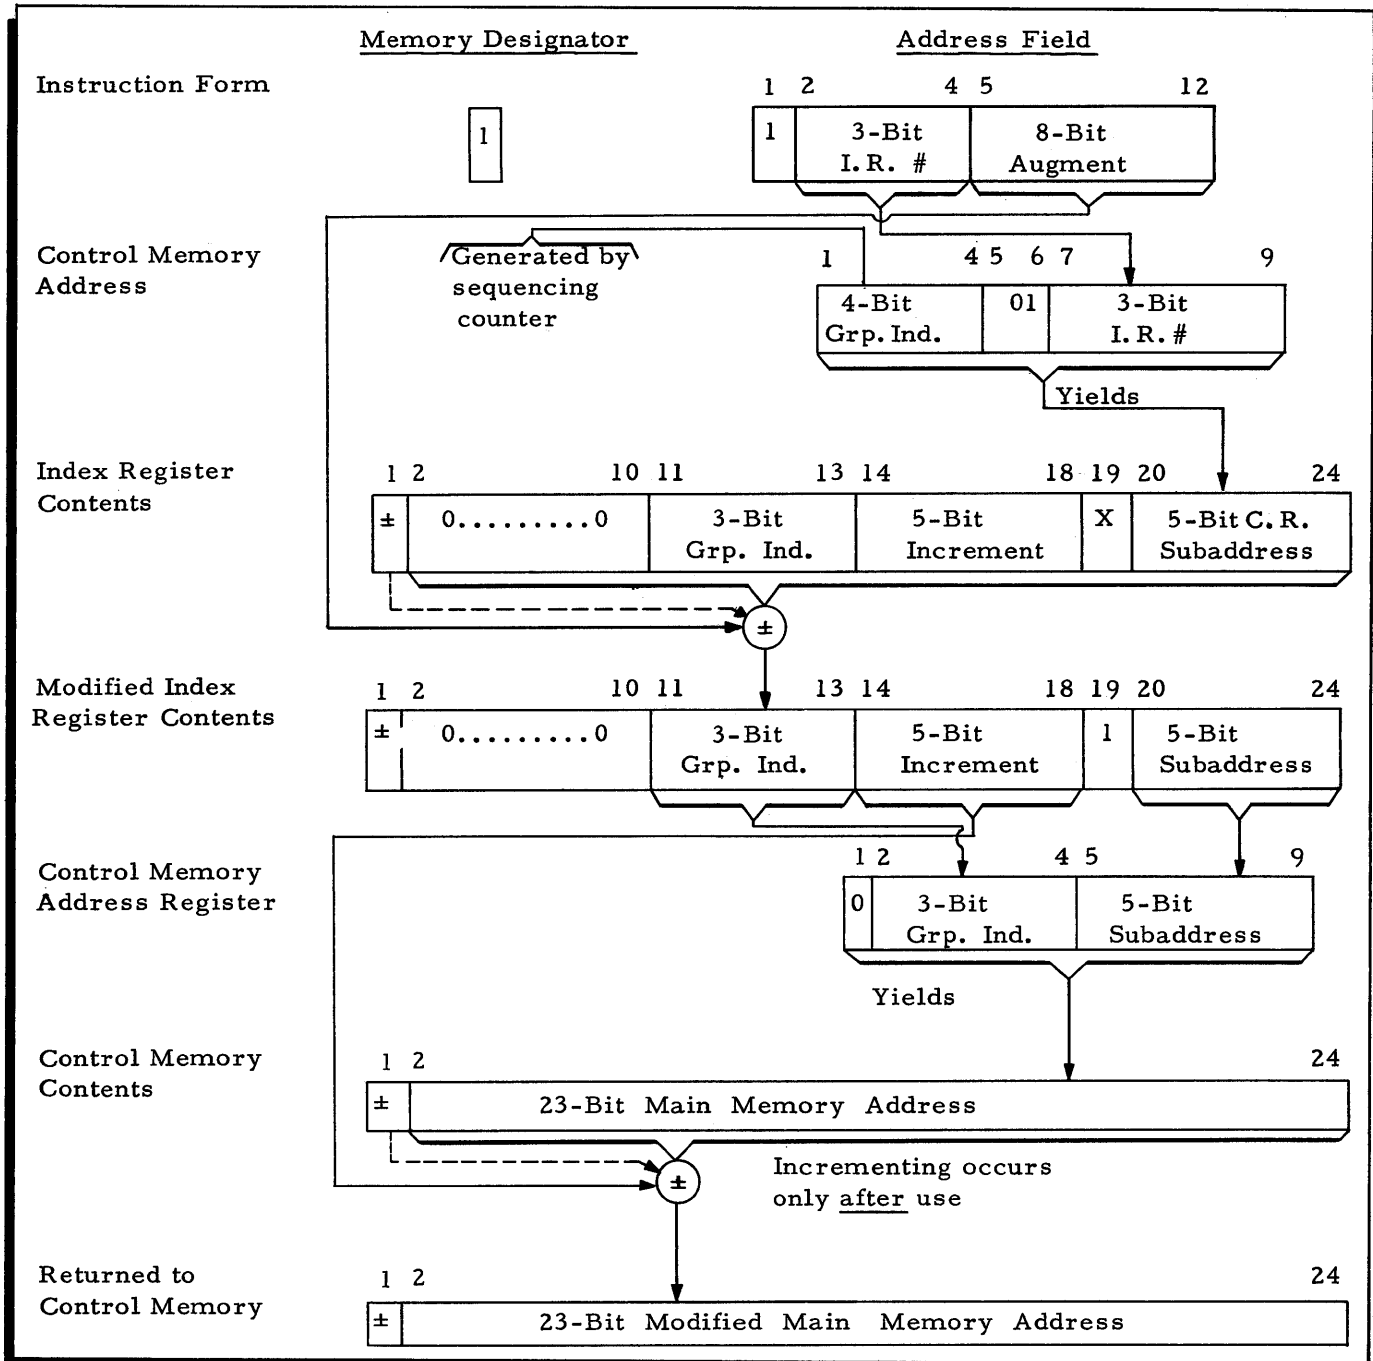 Memory Designator Address Field
Instruction Form
1 2 4 5 12
1 1 3-Bit 8-Bit
I.R. # Augment
Control Memory Generated by 1 4 5 6 7 9
Address sequencing 4-Bit 01 3-Bit
counter Grp. Ind. I.R. #
Yields
Index Register 1 2 10 11 13 14 18 19 20 24
Contents
± 0.........0 3-Bit 5-Bit X 5-Bit C.R.
Grp. Ind. Increment Subaddress
±
Modified Index 1 2 10 11 13 14 18 19 20 24
Register Contents
± 0.........0 3-Bit 5-Bit 1 5-Bit
Grp. Ind. Increment Subaddress
Control Memory 1 2 4 5 9
Address Register 0 3-Bit 5-Bit
Grp. Ind. Subaddress
Yields
Control Memory 1 2 24
Contents
± 23-Bit Main Memory Address
± Incrementing occurs
only after use
Returned to 1 2 24
Control Memory
± 23-Bit Modified Main Memory Address